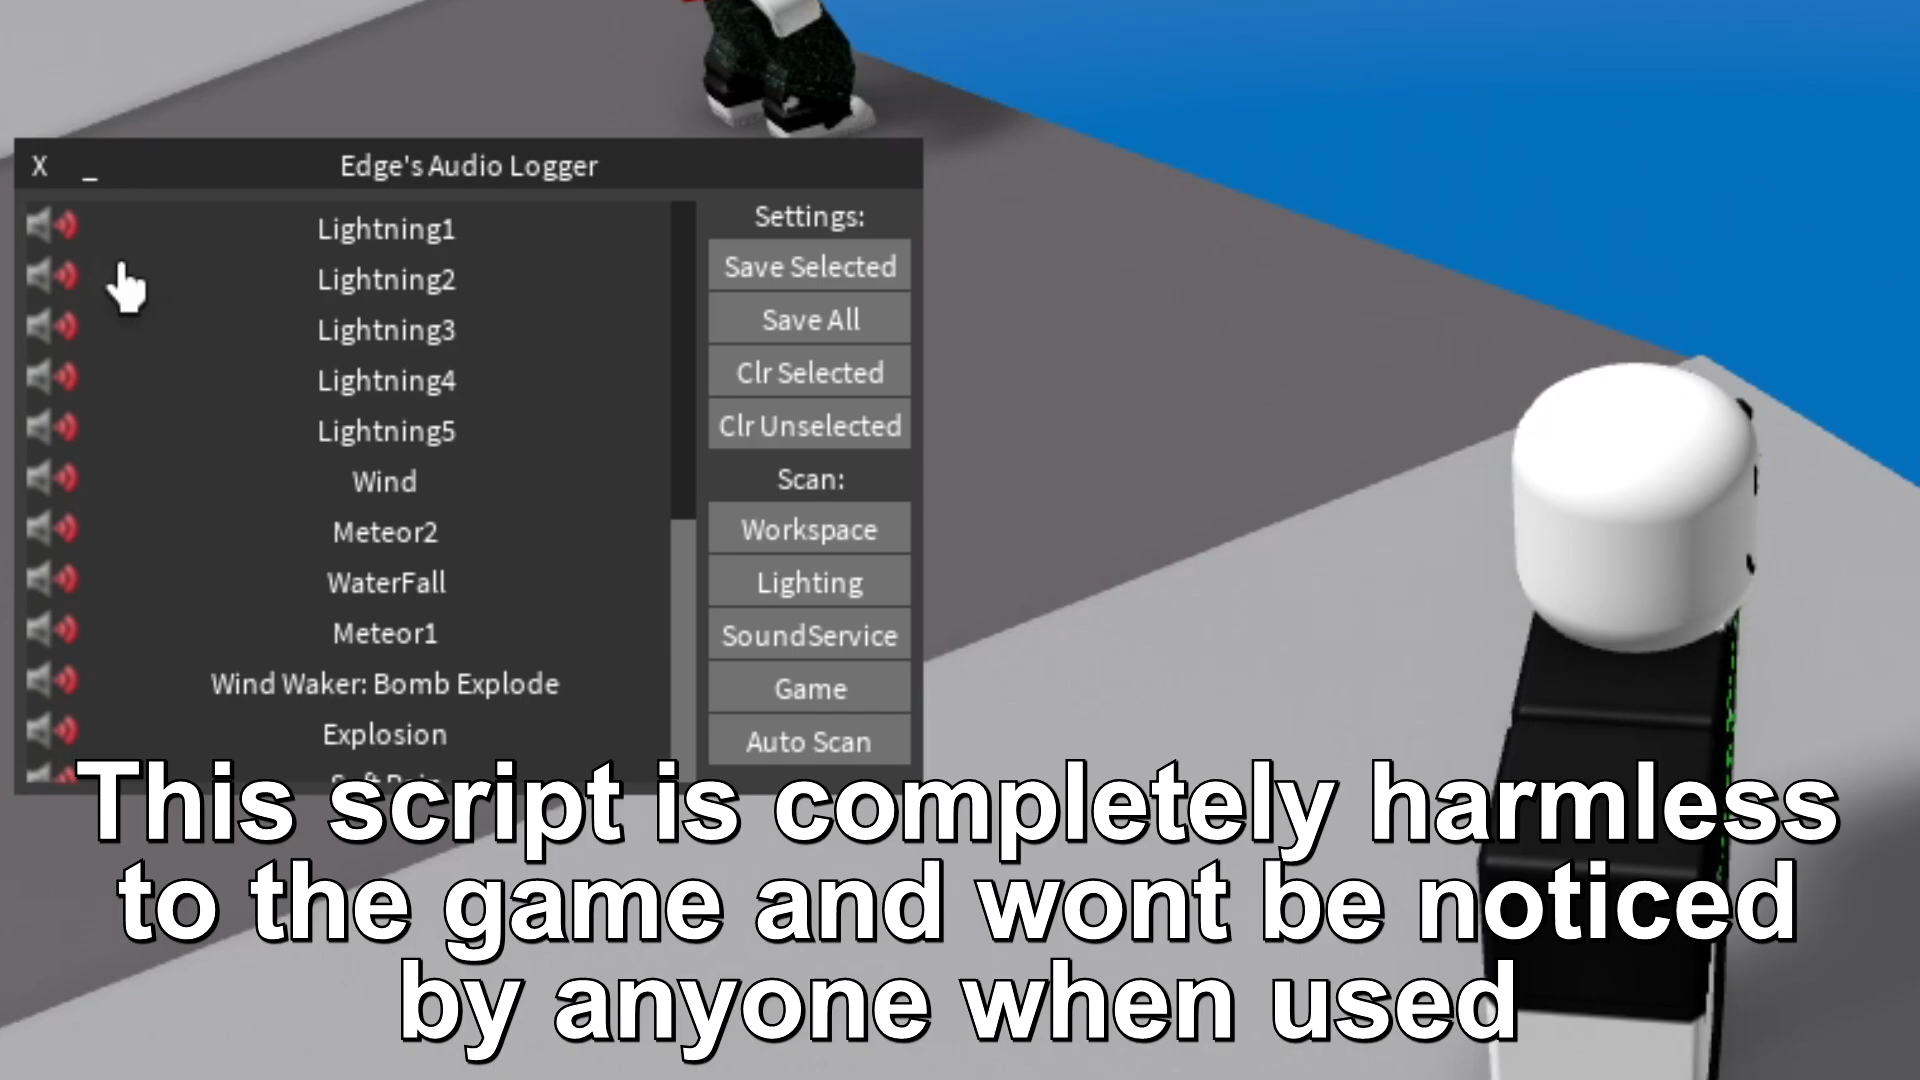 X _ Edge's Audio Logger
Settings:
Lightning1
Save Selected
Lightning2
Save All
Lightning3
Clr Selected
Lightning4
Clr Unselected
Lightning5
Scan:
Wind
Workspace
Meteor2
Lighting
WaterFall
SoundService
Meteor1
Game
Wind Waker: Bomb Explode
Auto Scan
Explosion
This script is completely harmless
to the game and wont be noticed
by anyone when used